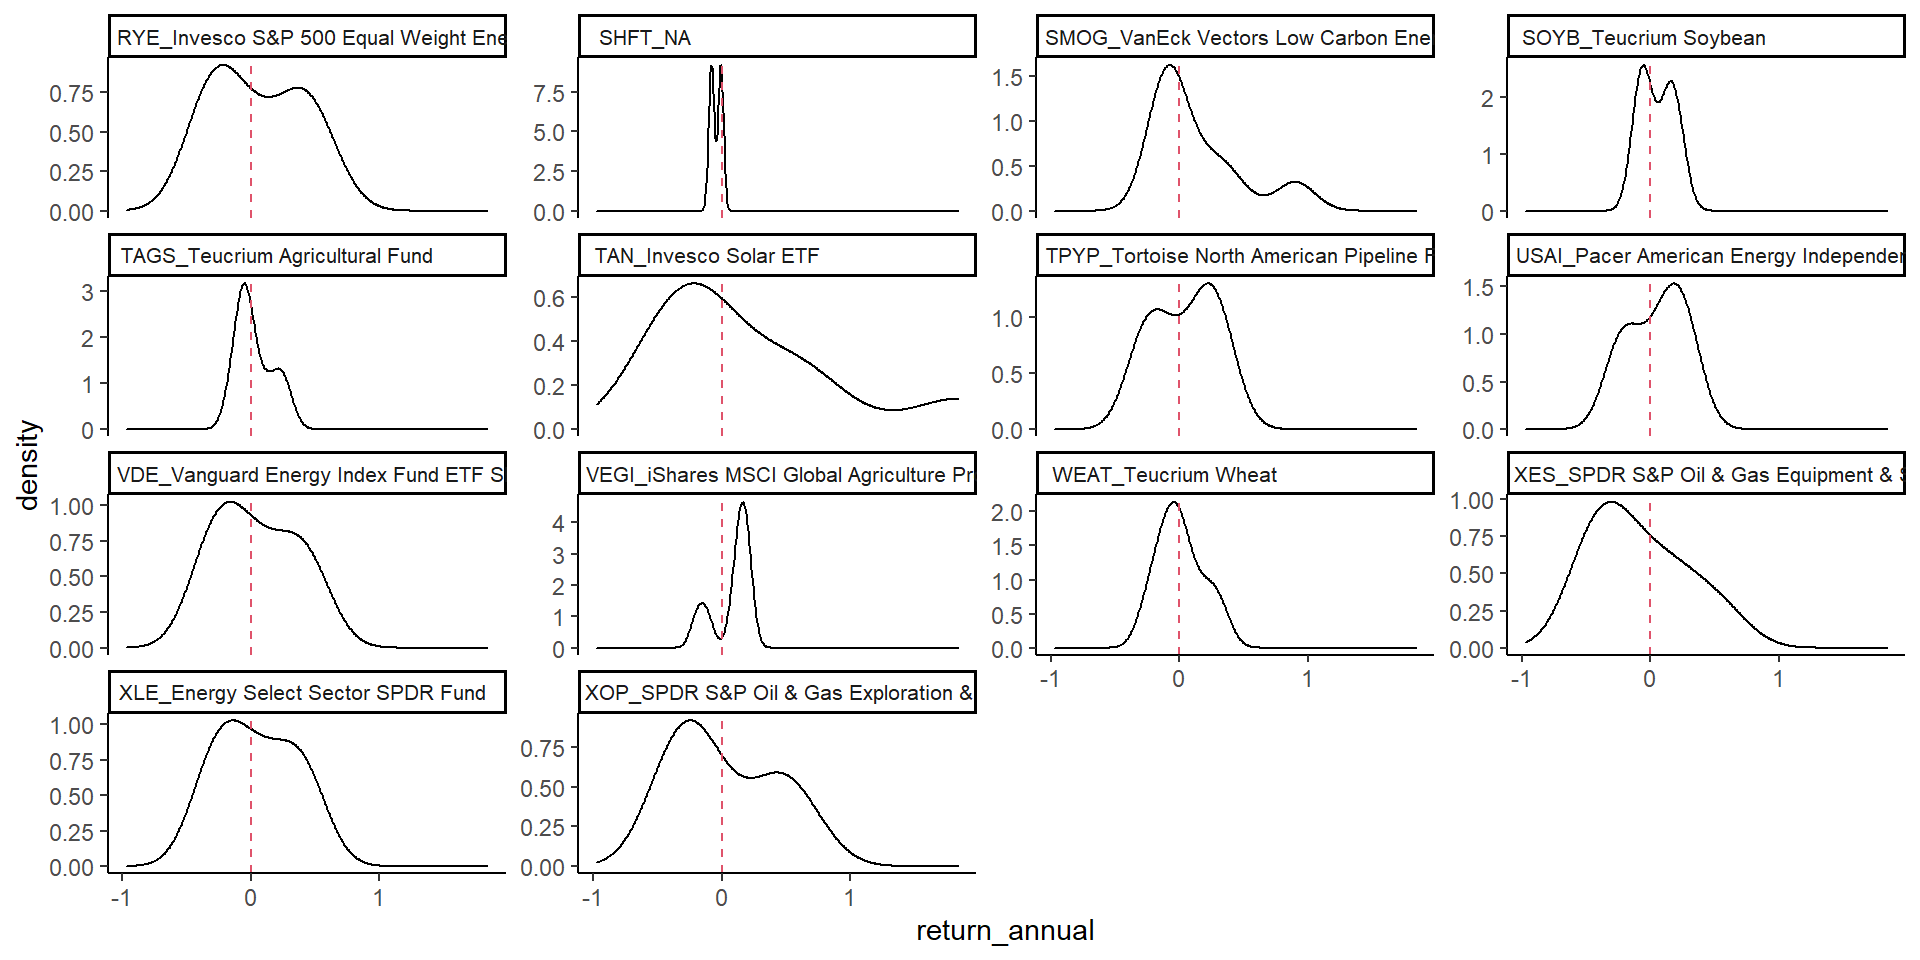 RYE_Invesco S&P 500 Equal Weight Ene
SHFT_NA
SMOG_VanEck Vectors Low Carbon Ene
SOYB_Teucrium Soybean
0.75
0.50
0.25
0.00
7.5
5.0
2.5
0.0
1.5
1.0
0.5
0.0
2
1
0
TAGS_Teucrium Agricultural Fund
TAN_Invesco Solar ETF
TPYP_Tortoise North American Pipeline F
USAI_Pacer American Energy Independen
3
2
1
0
0.6
0.4
0.2
0.0
1.0
0.5
0.0
1.5
1.0
0.5
0.0
VDE_Vanguard Energy Index Fund ETF S
VEGI_iShares MSCI Global Agriculture Pr
WEAT_Teucrium Wheat
XES_SPDR S&P Oil & Gas Equipment & S
1.00
0.75
0.50
0.25
0.00
4
3
2
1
0
2.0
1.5
1.0
0.5
0.0
1.00
0.75
0.50
0.25
0.00
-1 0 1
-1 0 1
XLE_Energy Select Sector SPDR Fund
XOP_SPDR S&P Oil & Gas Exploration &
1.00
0.75
0.50
0.25
0.00
0.75
0.50
0.25
0.00
-1 0 1
-1 0 1
return_annual
density